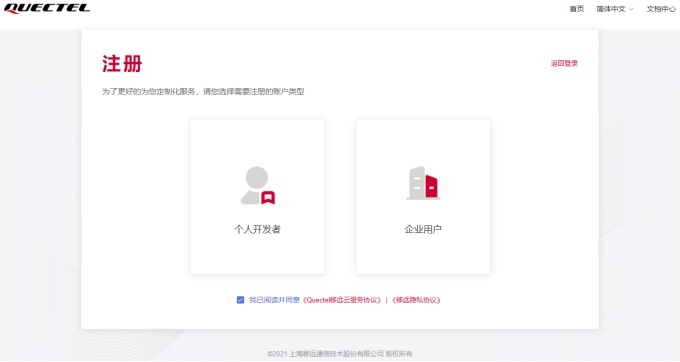 QUECTEL
首页 简体中文 文档中心
注册
返回登录
为了更好的为您定制化服务，请您选择需要注册的账户类型
个人开发者 企业用户
我已阅读并同意《Quectel移远云服务协议》 | 《移远隐私协议》
©2021 上海移远通信技术股份有限公司 版权所有